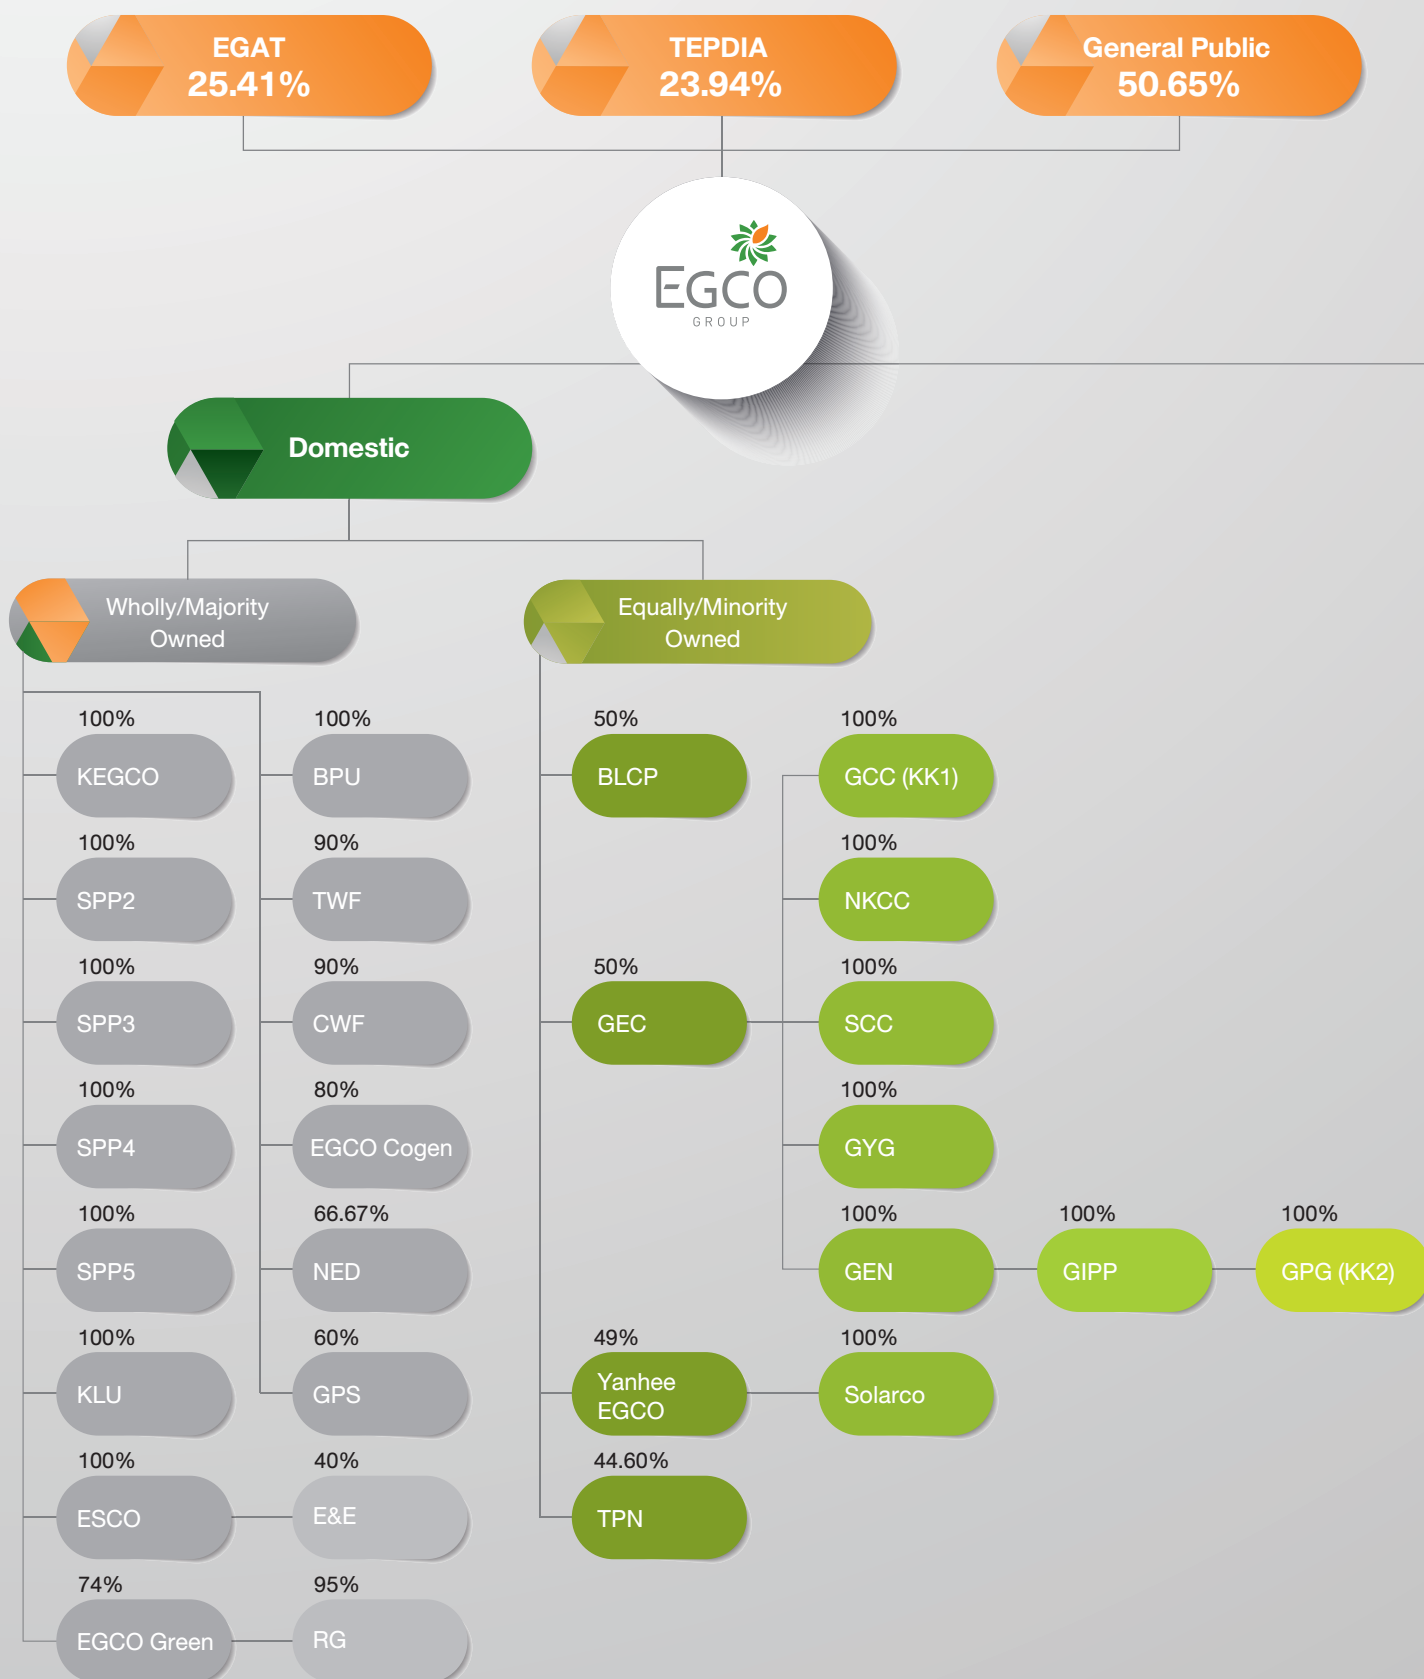 EGAT
25.41%
TEPDIA
23.94%
General Public
50.65%
EGCO
GROUP
Domestic
Wholly/Majority
Owned
Equally/Minority
Owned
100%
KEGCO
100%
BPU
50%
BLCP
100%
GCC (KK1)
100%
SPP2
90%
TWF
100%
NKCC
100%
SPP3
90%
CWF
50%
GEC
100%
SCC
100%
SPP4
80%
EGCO Cogen
100%
GYG
100%
SPP5
66.67%
NED
100%
GEN
100%
GIPP
100%
GPG (KK2)
100%
KLU
60%
GPS
49%
Yanhee
EGCO
100%
Solarco
100%
ESCO
40%
E&E
44.60%
TPN
74%
EGCO Green
95%
RG